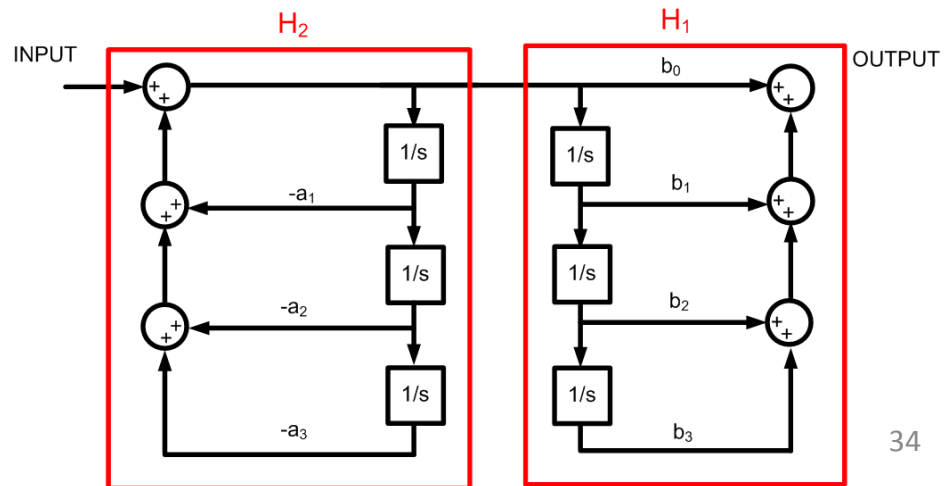 H₂ H₁
INPUT OUTPUT
+ + b₀ + +
1/s 1/s
-a₁ b₁
+ + + +
1/s 1/s
-a₂ b₂
+ + + +
1/s 1/s
-a₃ b₃
34